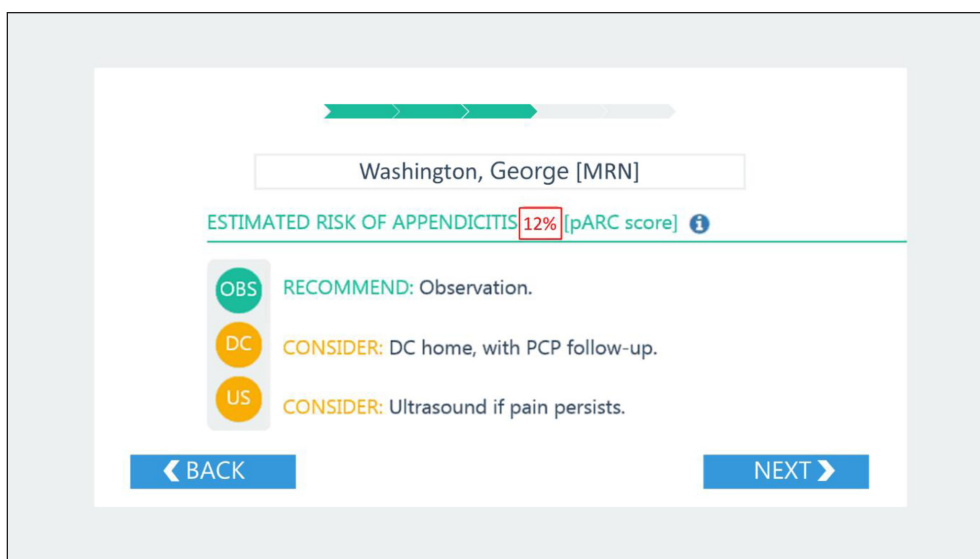 Washington, George [MRN]
ESTIMATED RISK OF APPENDICITIS 12% [pARC score] i
OBS RECOMMEND: Observation.
DC CONSIDER: DC home, with PCP follow-up.
US CONSIDER: Ultrasound if pain persists.
❮ BACK NEXT ❯